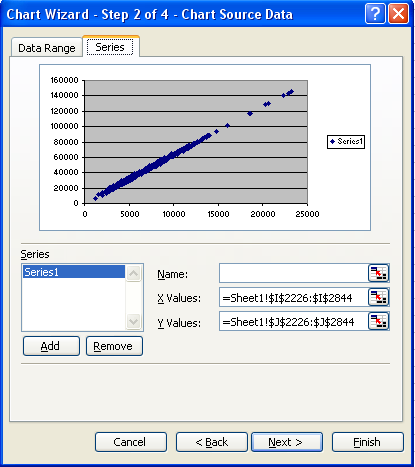 Chart Wizard - Step 2 of 4 - Chart Source Data
Data Range
Series
160000
140000
120000
100000
80000
60000
40000
20000
0
0 5000 10000 15000 20000 25000
Series1
Series
Series1
Name:
X Values: =Sheet1!$I$2226:$I$2844
Y Values: =Sheet1!$J$2226:$J$2844
Add Remove
Cancel < Back Next > Finish